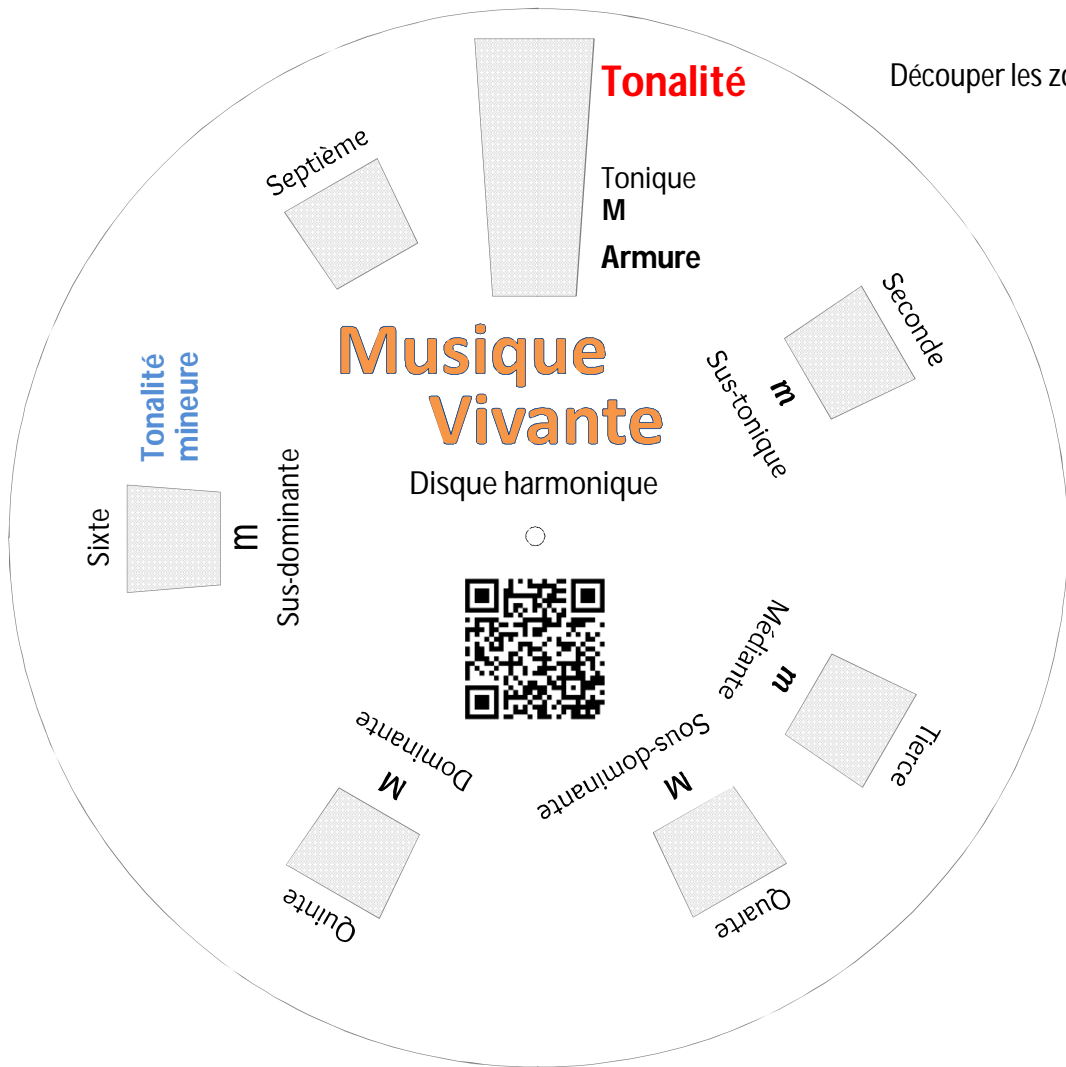 Tonalité
Découper les zo
Septième
Tonique
M
Armure
Seconde
m
Sus-tonique
Musique
Vivante
Disque harmonique
Tonalité
mineure
Sixte
m
Sus-dominante
Médiante
m
Tierce
Sous-dominante
M
Quarte
Dominante
M
Quinte